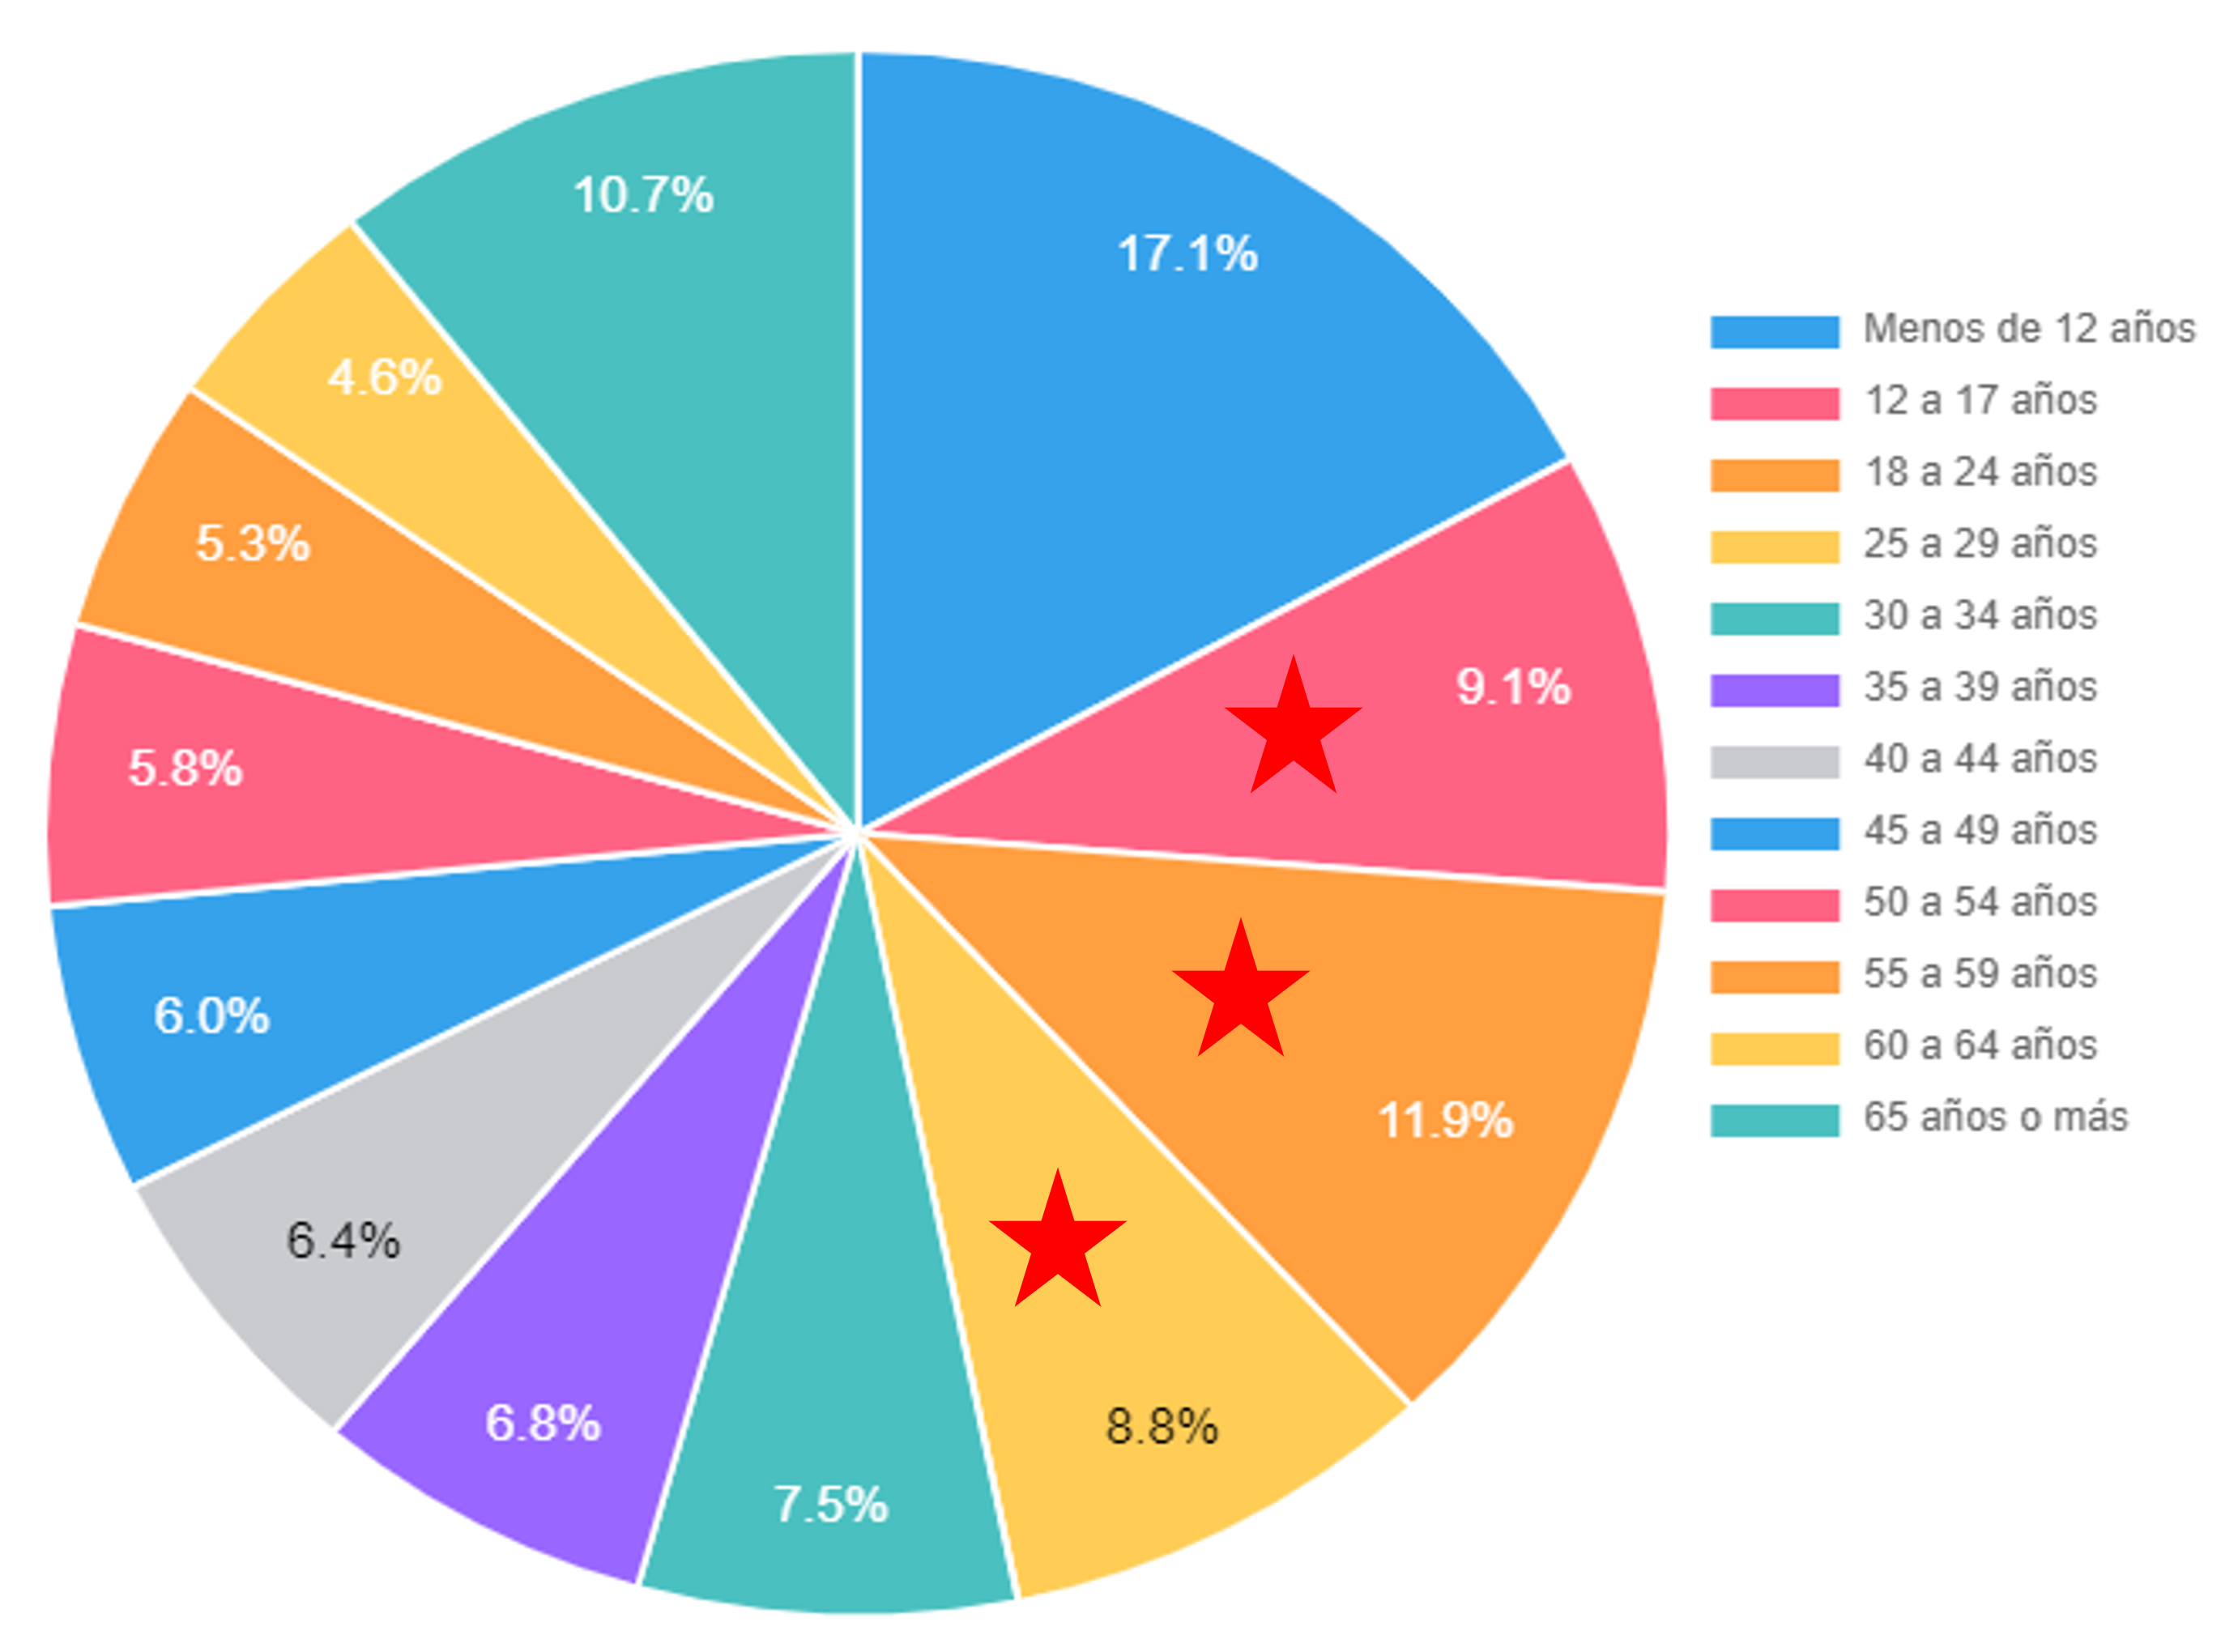 17.1%
9.1%
11.9%
8.8%
7.5%
6.8%
6.4%
6.0%
5.8%
5.3%
4.6%
10.7%
Menos de 12 años
12 a 17 años
18 a 24 años
25 a 29 años
30 a 34 años
35 a 39 años
40 a 44 años
45 a 49 años
50 a 54 años
55 a 59 años
60 a 64 años
65 años o más